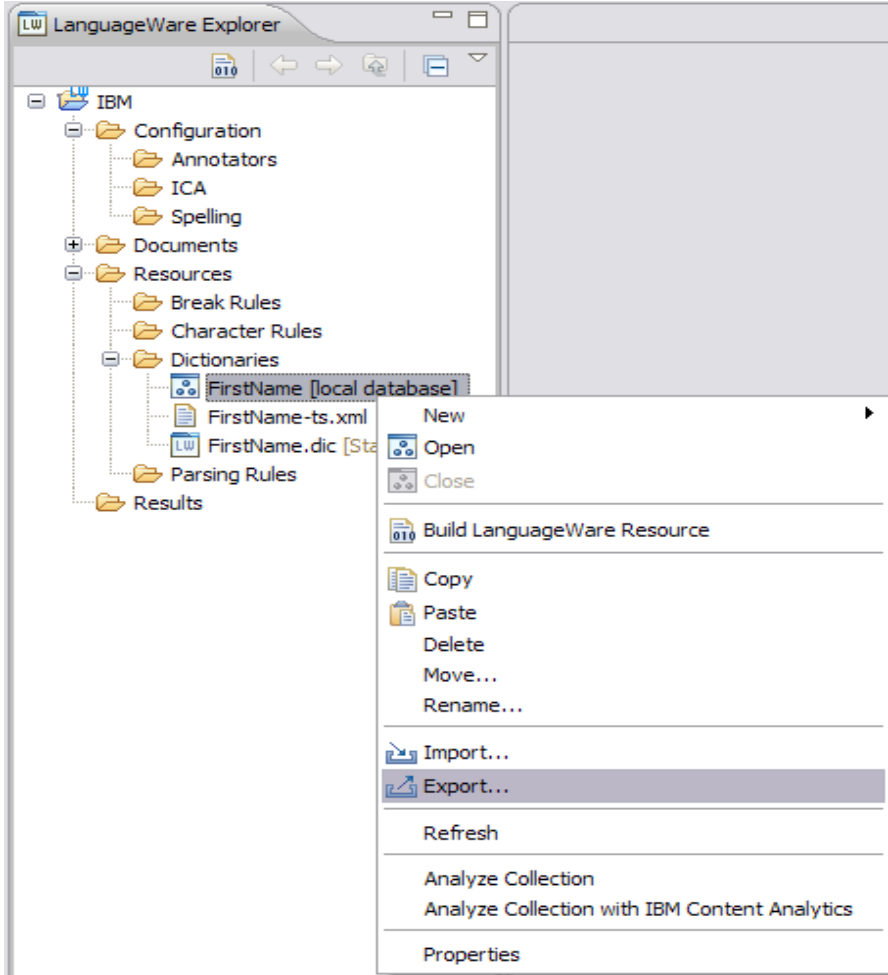 LanguageWare Explorer
IBM
Configuration
Annotators
ICA
Spelling
Documents
Resources
Break Rules
Character Rules
Dictionaries
FirstName [local database]
FirstName-ts.xml
FirstName.dic [Sta
Parsing Rules
Results
New
Open
Close
Build LanguageWare Resource
Copy
Paste
Delete
Move...
Rename...
Import...
Export...
Refresh
Analyze Collection
Analyze Collection with IBM Content Analytics
Properties